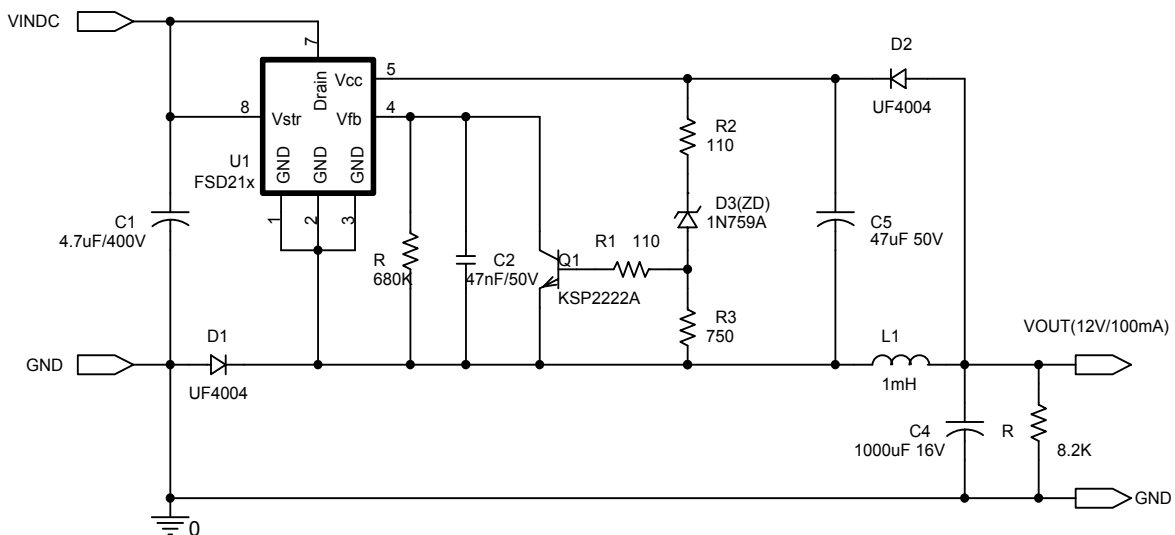 VINDC
7
D2
5
Drain
Vcc
UF4004
8
Vstr
Vfb
4
R2
110
U1
FSD21x
GND
GND
GND
D3(ZD)
1N759A
C1
4.7uF/400V
1
2
3
C5
47uF 50V
R1 110
R
680K
C2
47nF/50V
Q1
KSP2222A
R3
750
VOUT(12V/100mA)
D1
L1
GND
UF4004
1mH
C4
1000uF 16V
R
8.2K
GND
0